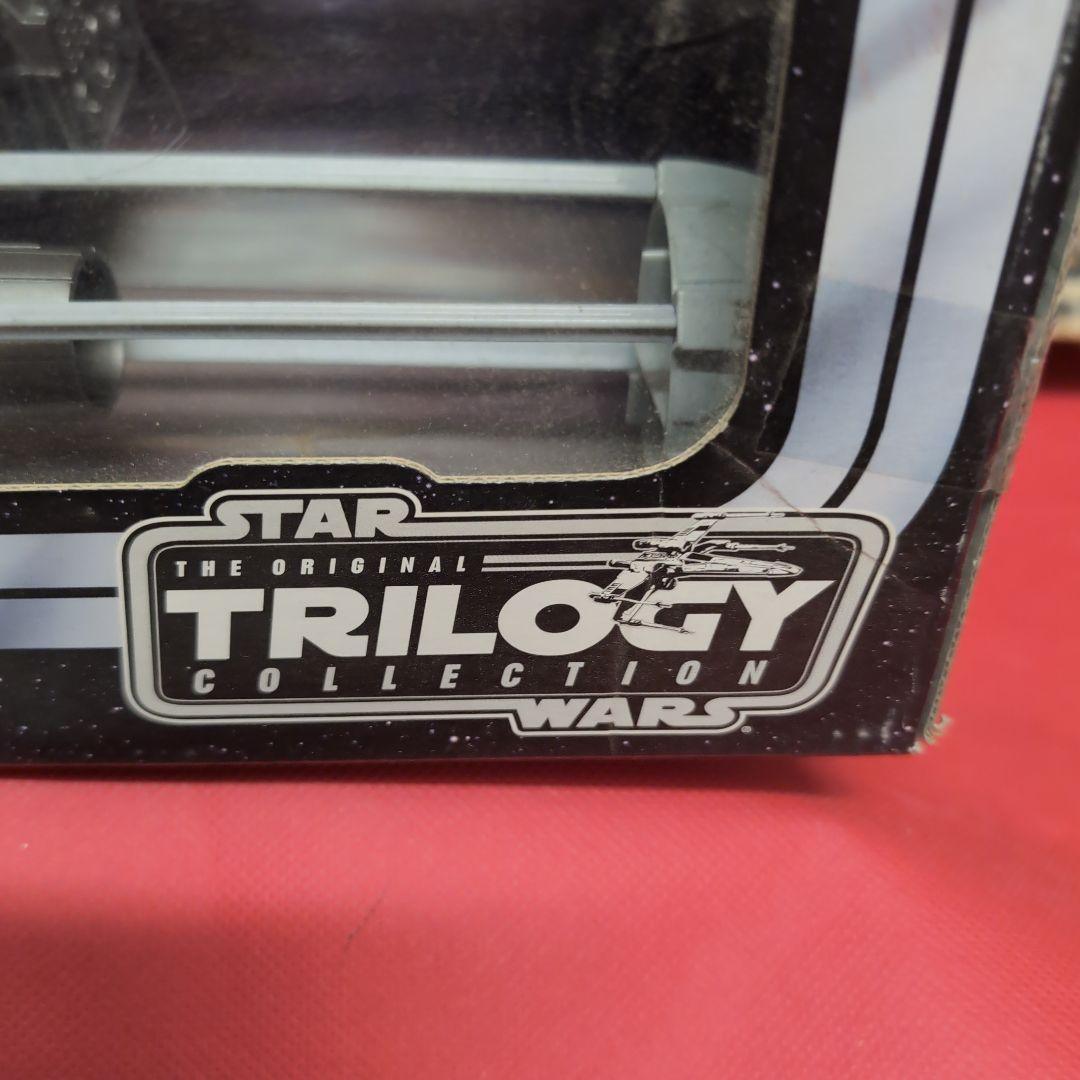 STAR
THE ORIGINAL
TRILOGY
COLLECTION
WARS®